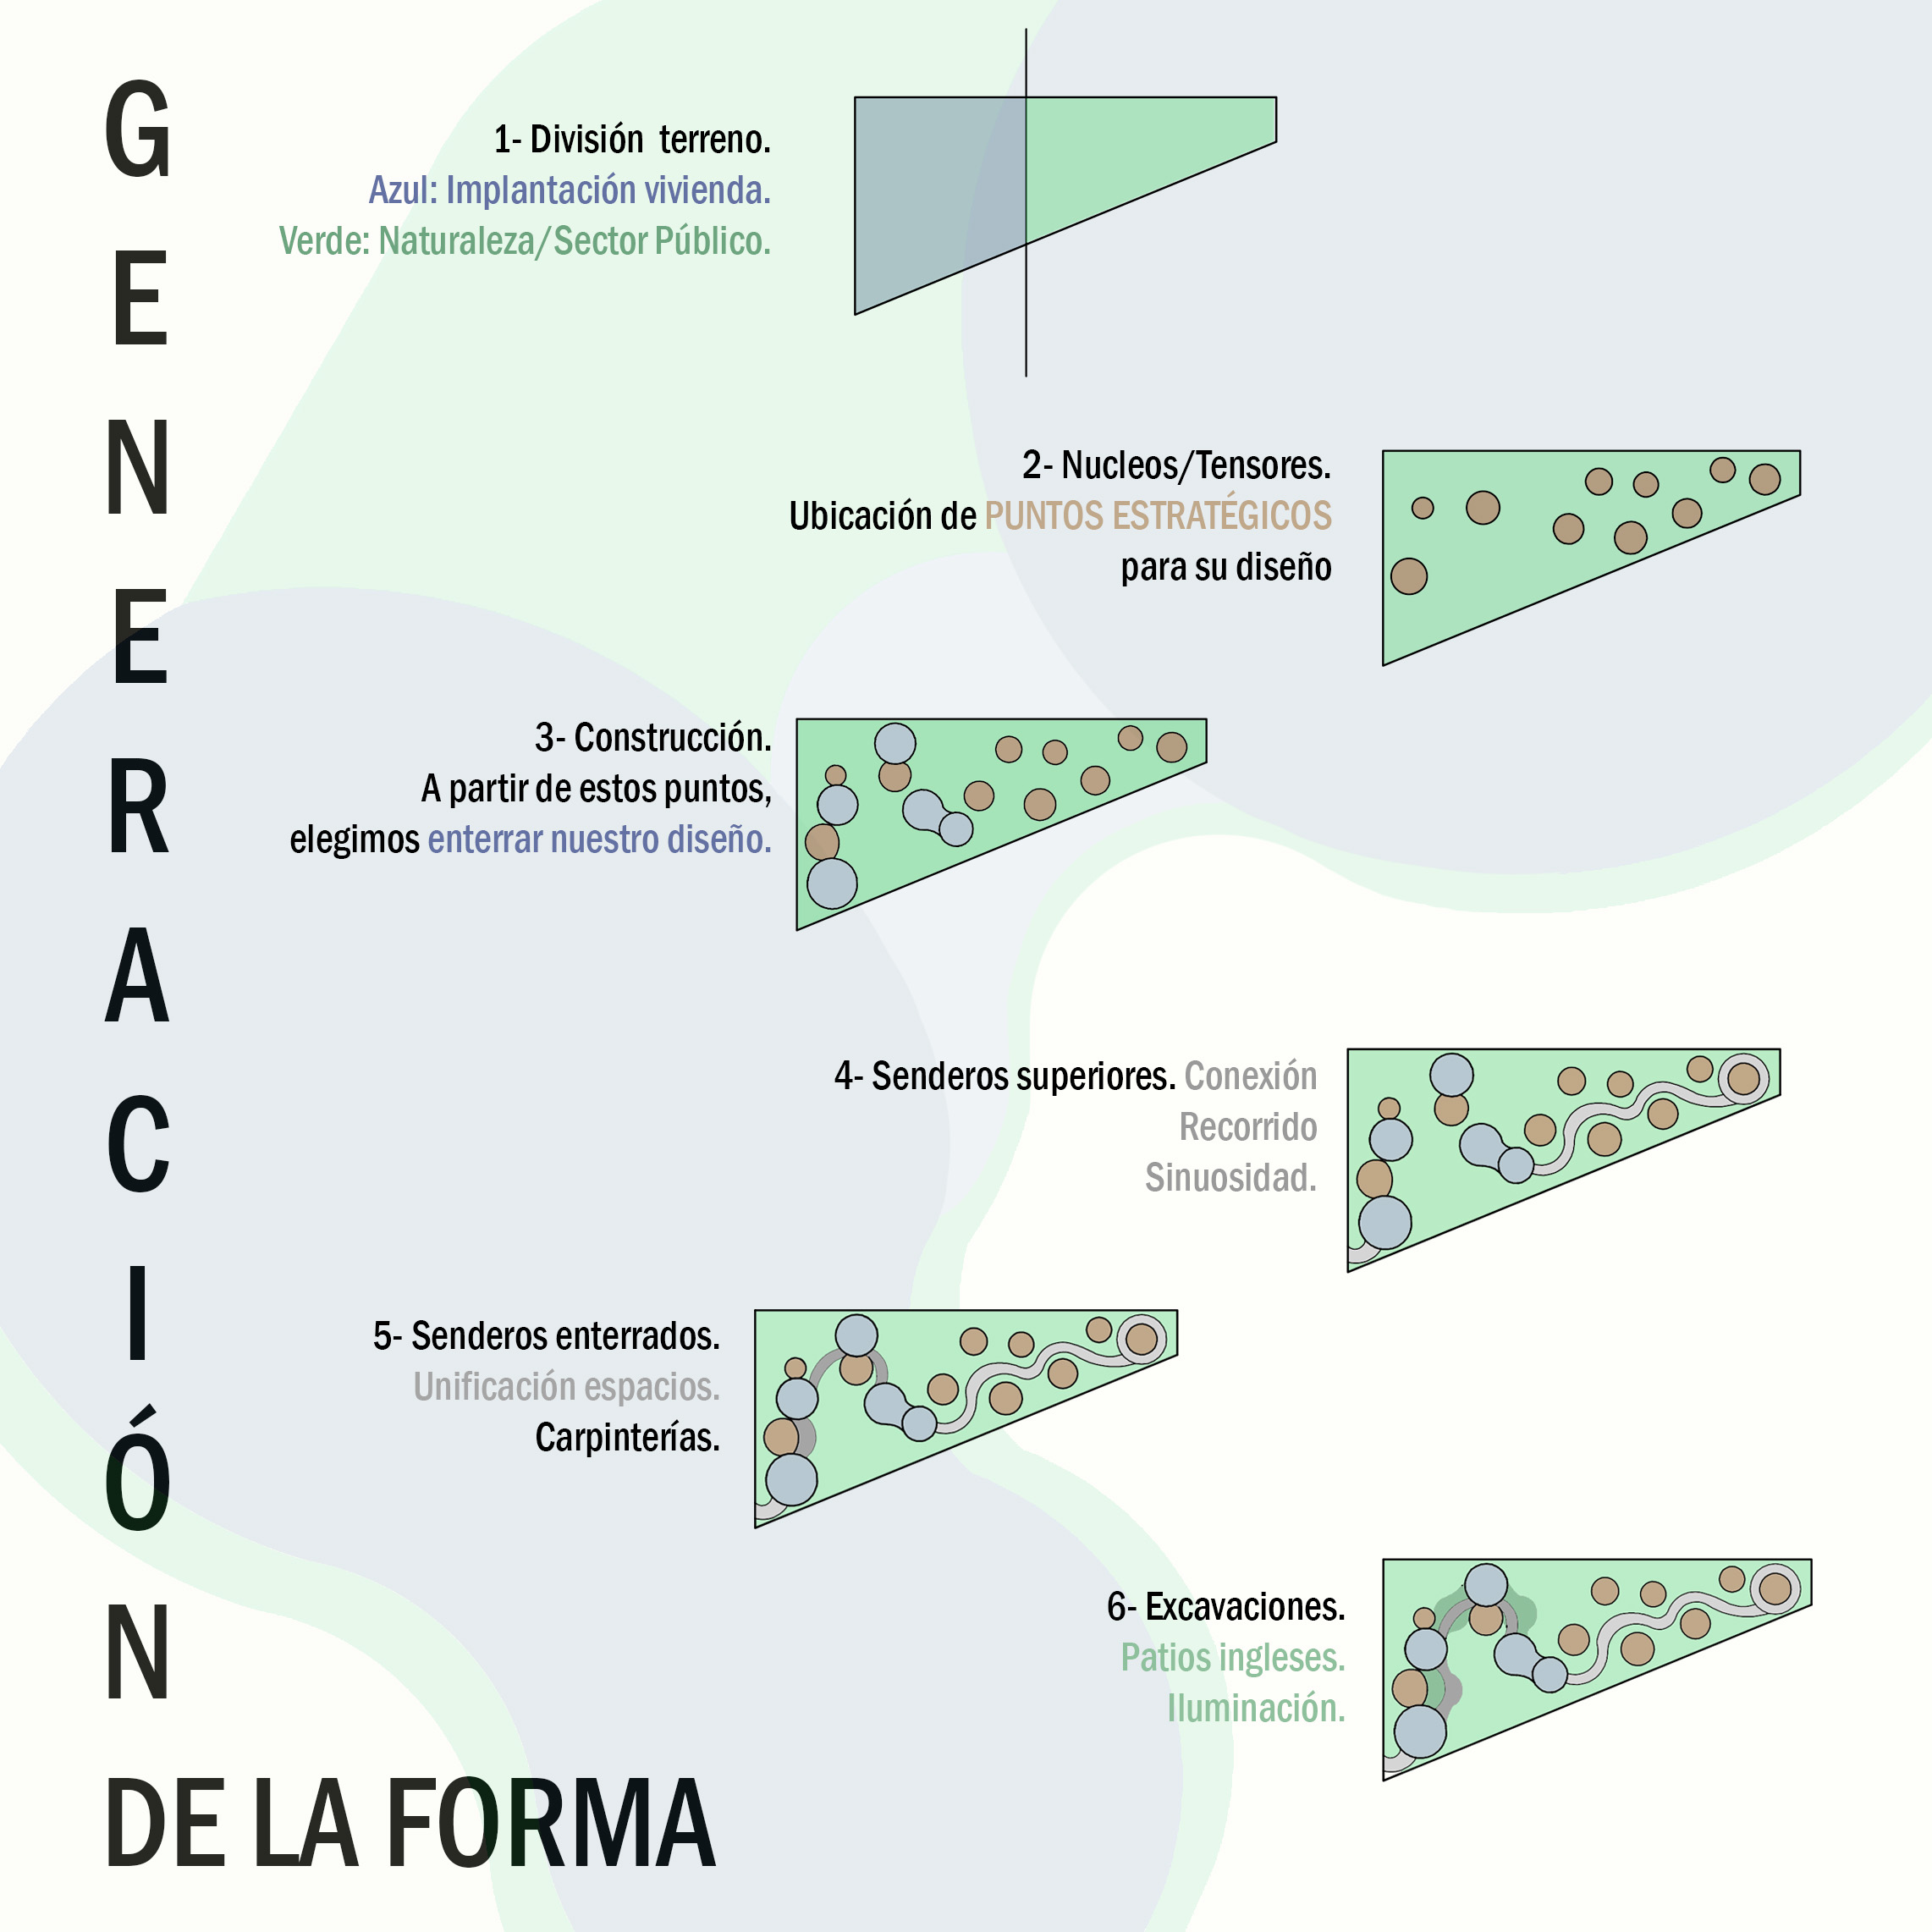 GENERACIÓN
DE LA FORMA
1- División  terreno.
Azul: Implantación vivienda.
Verde: Naturaleza/Sector Público.
2- Nucleos/Tensores.
Ubicación de PUNTOS ESTRATÉGICOS
para su diseño
3- Construcción.
A partir de estos puntos,
elegimos enterrar nuestro diseño.
4- Senderos superiores. Conexión
Recorrido
Sinuosidad.
5- Senderos enterrados.
Unificación espacios.
Carpinterías.
6- Excavaciones.
Patios ingleses.
Iluminación.